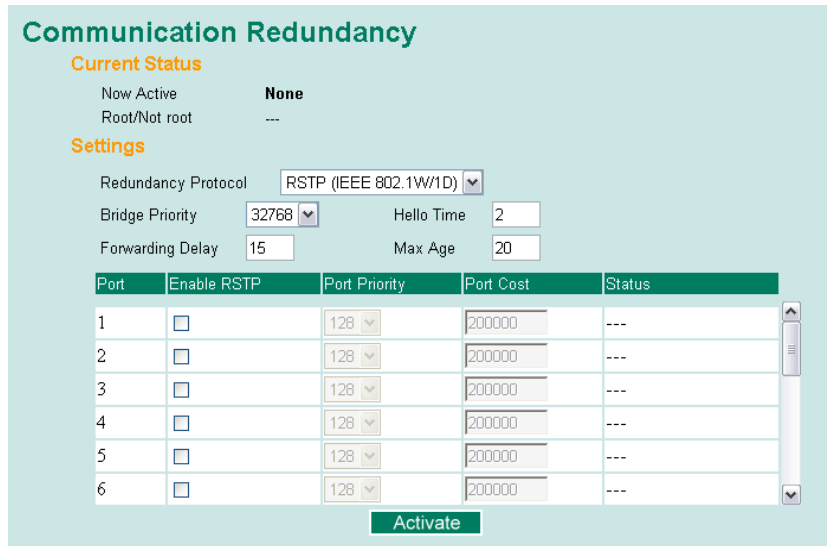 Communication Redundancy
Current Status
Now Active None
Root/Not root ---
Settings
Redundancy Protocol RSTP (IEEE 802.1W/1D)
Bridge Priority 32768 Hello Time 2
Forwarding Delay 15 Max Age 20
Port Enable RSTP Port Priority Port Cost Status
1 128 200000 ---
2 128 200000 ---
3 128 200000 ---
4 128 200000 ---
5 128 200000 ---
6 128 200000 ---
Activate